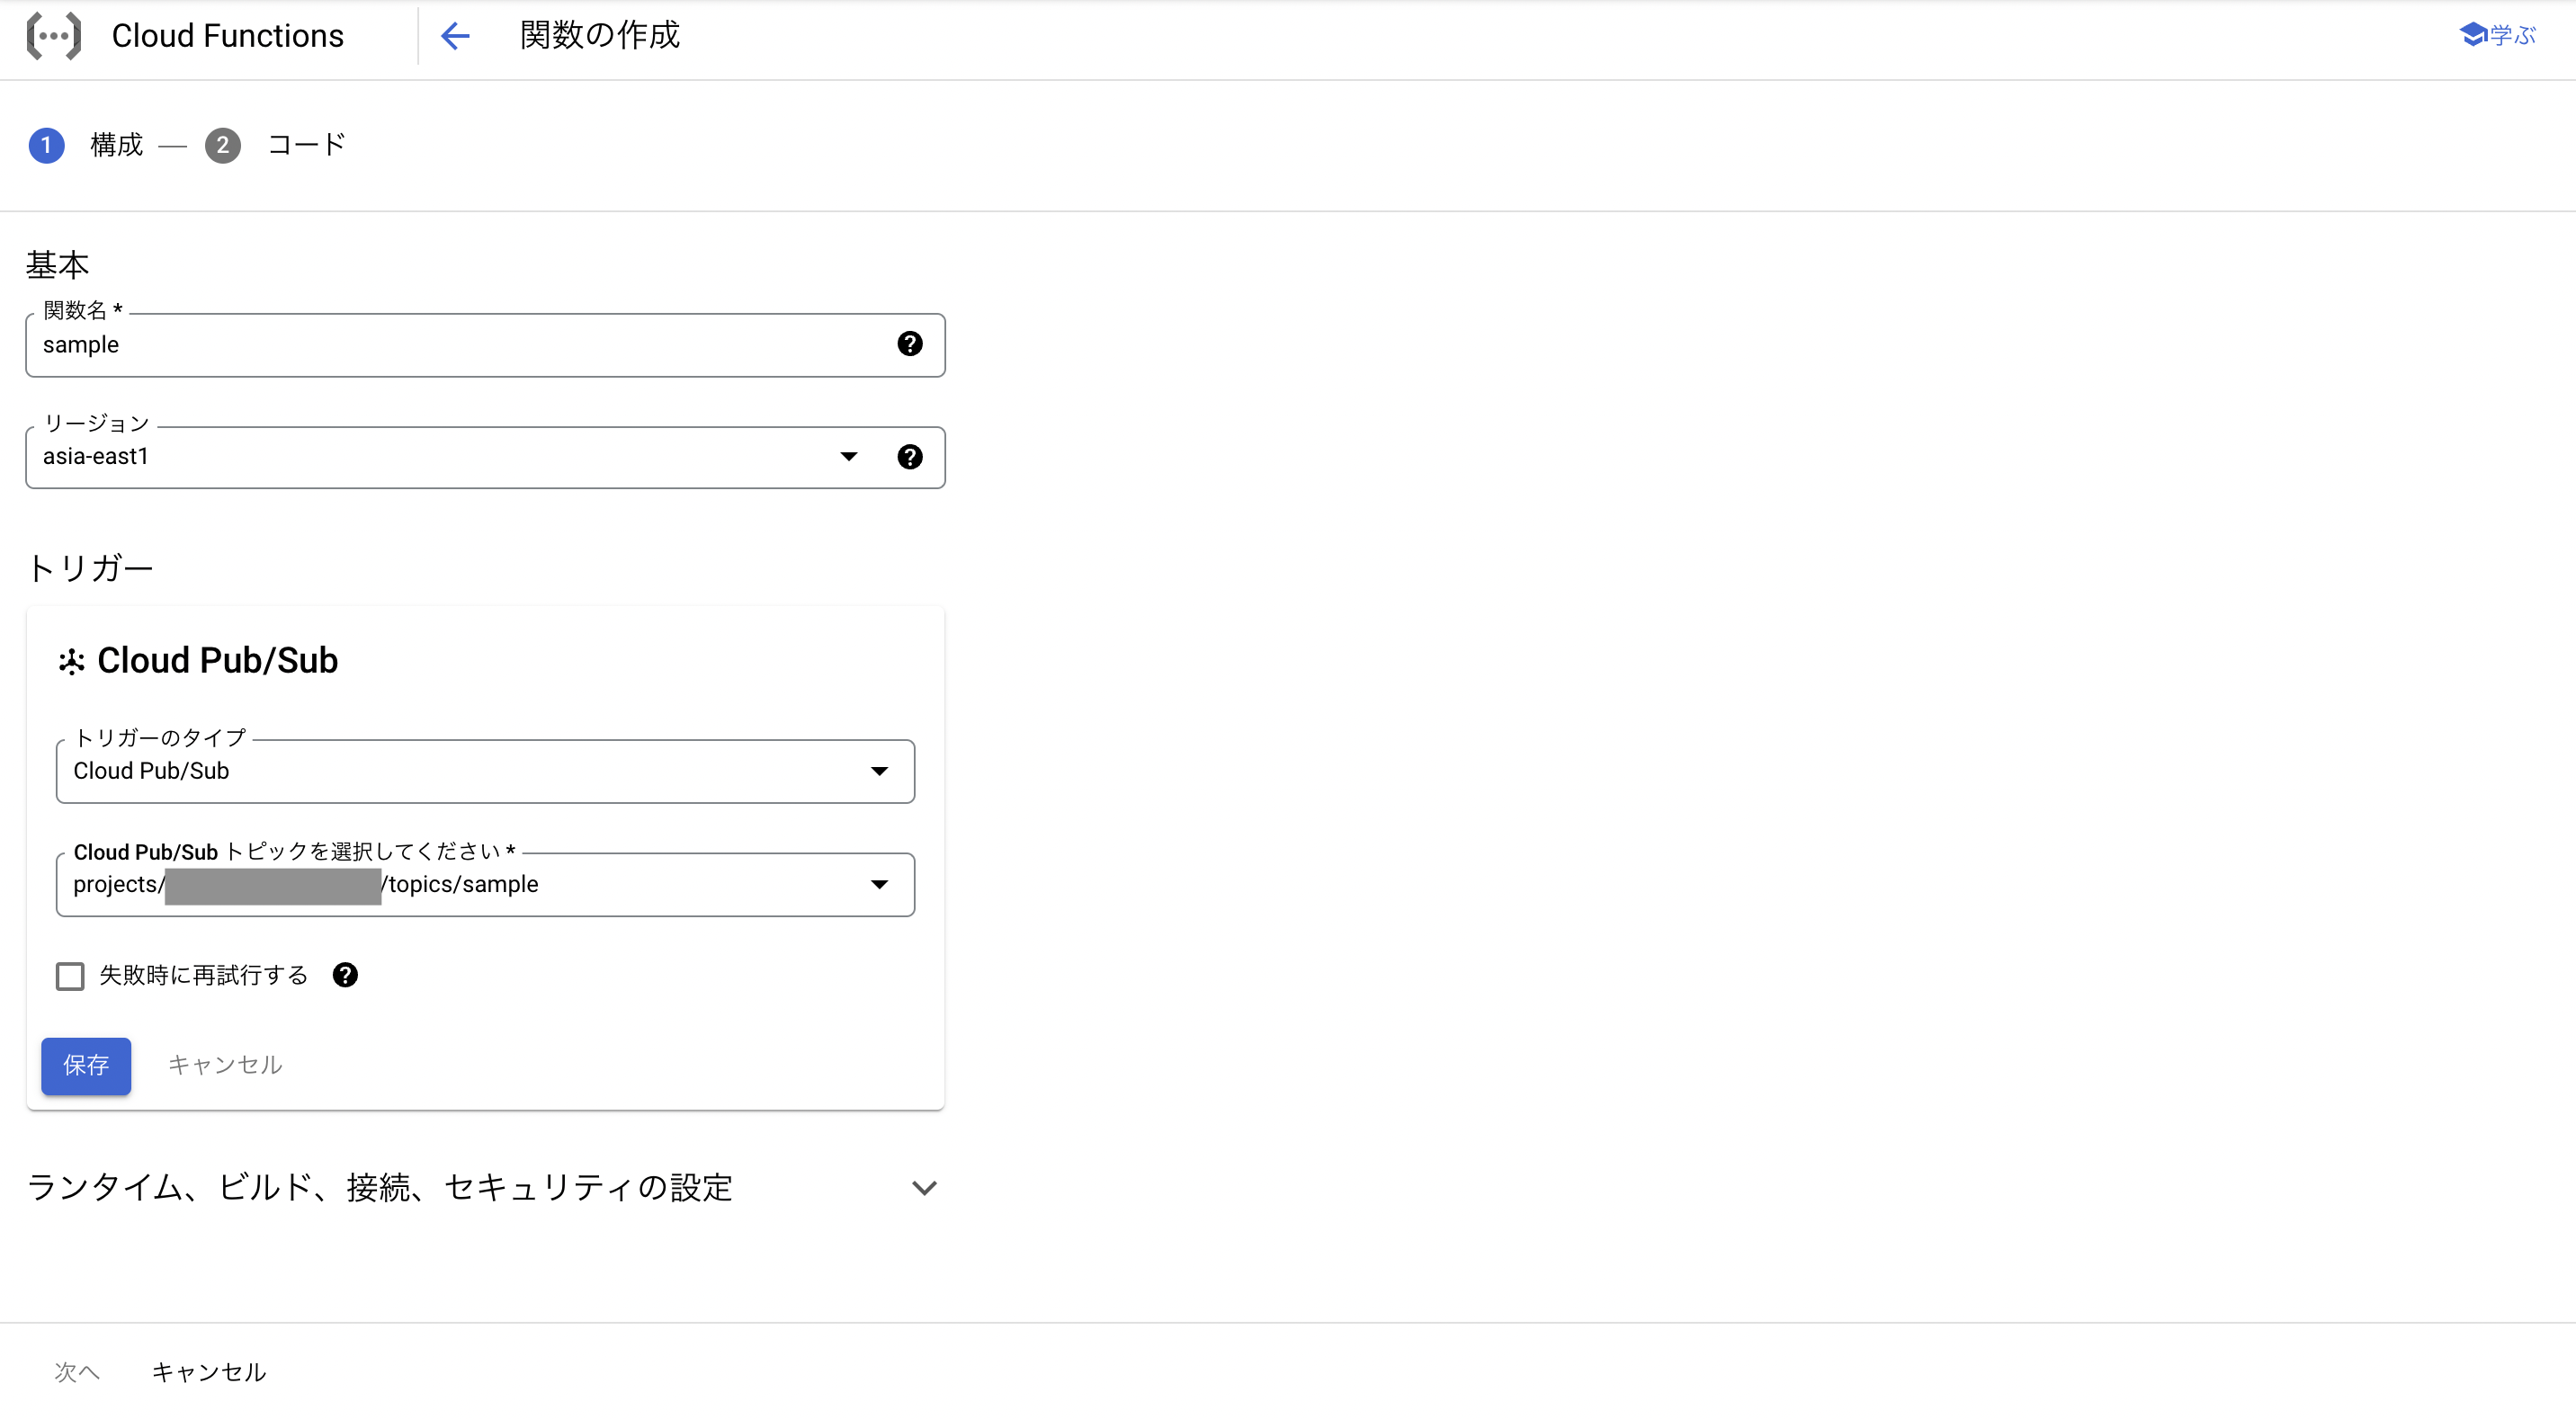 Cloud Functions 関数の作成 学ぶ
1 構成 — 2 コード
基本
関数名 *
sample
リージョン
asia-east1
トリガー
Cloud Pub/Sub
トリガーのタイプ
Cloud Pub/Sub
Cloud Pub/Sub トピックを選択してください *
projects/ /topics/sample
失敗時に再試行する
保存 キャンセル
ランタイム、ビルド、接続、セキュリティの設定
次へ キャンセル